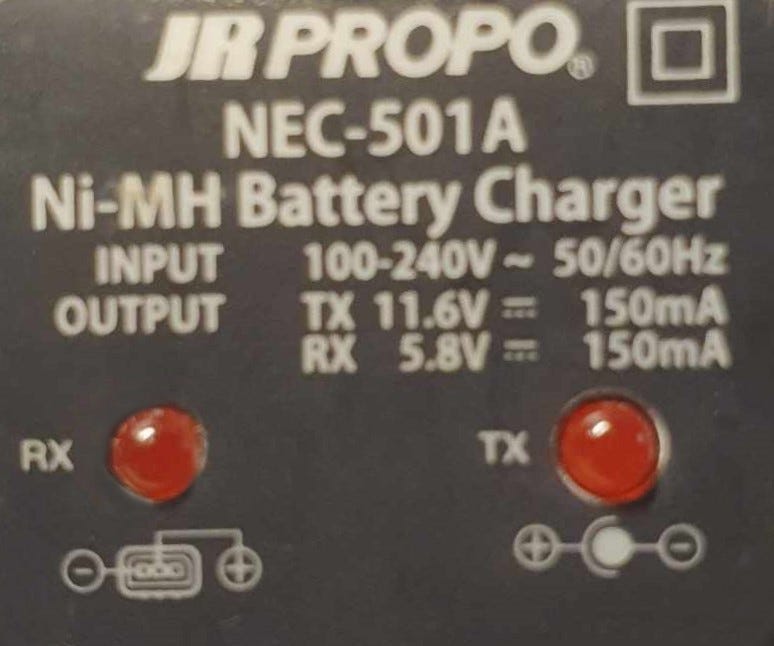 JR PROPO®
NEC-501A
Ni-MH Battery Charger
INPUT 100-240V ~ 50/60Hz
OUTPUT TX 11.6V ⎓ 150mA
RX 5.8V ⎓ 150mA
RX TX